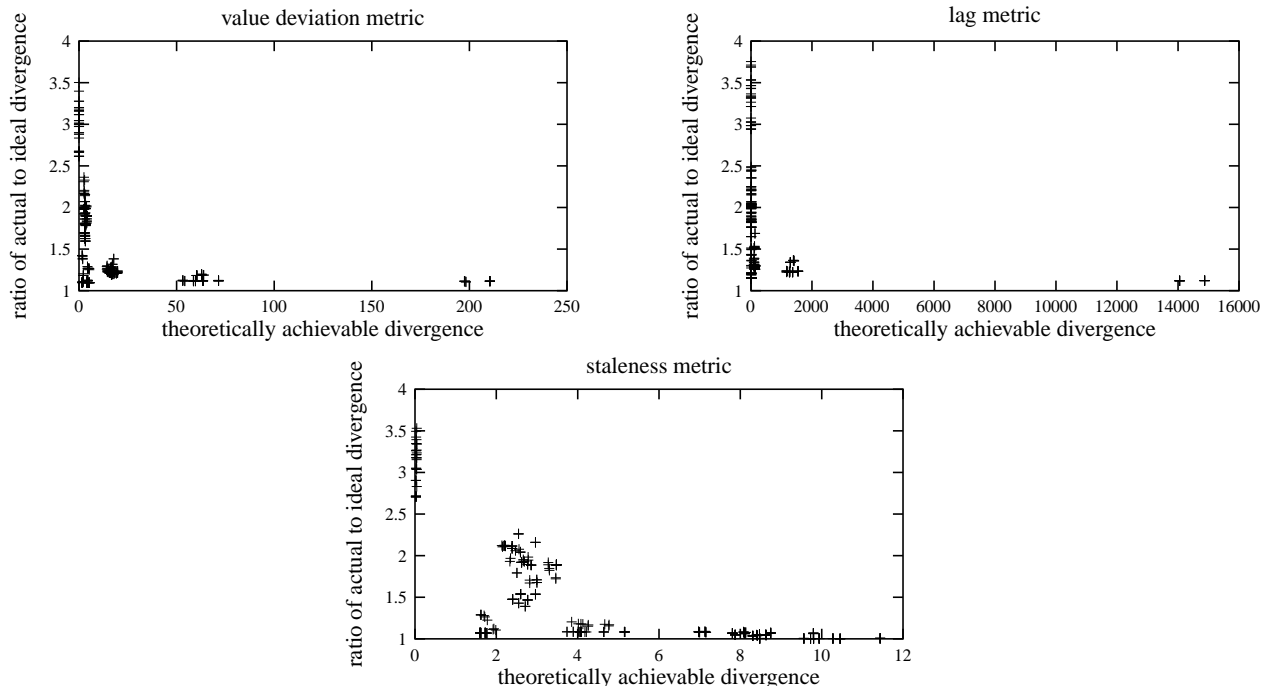 value deviation metric
ratio of actual to ideal divergence
4
3.5
3
2.5
2
1.5
1
0 50 100 150 200 250
theoretically achievable divergence
lag metric
ratio of actual to ideal divergence
4
3.5
3
2.5
2
1.5
1
0 2000 4000 6000 8000 10000 12000 14000 16000
theoretically achievable divergence
staleness metric
ratio of actual to ideal divergence
4
3.5
3
2.5
2
1.5
1
0 2 4 6 8 10 12
theoretically achievable divergence